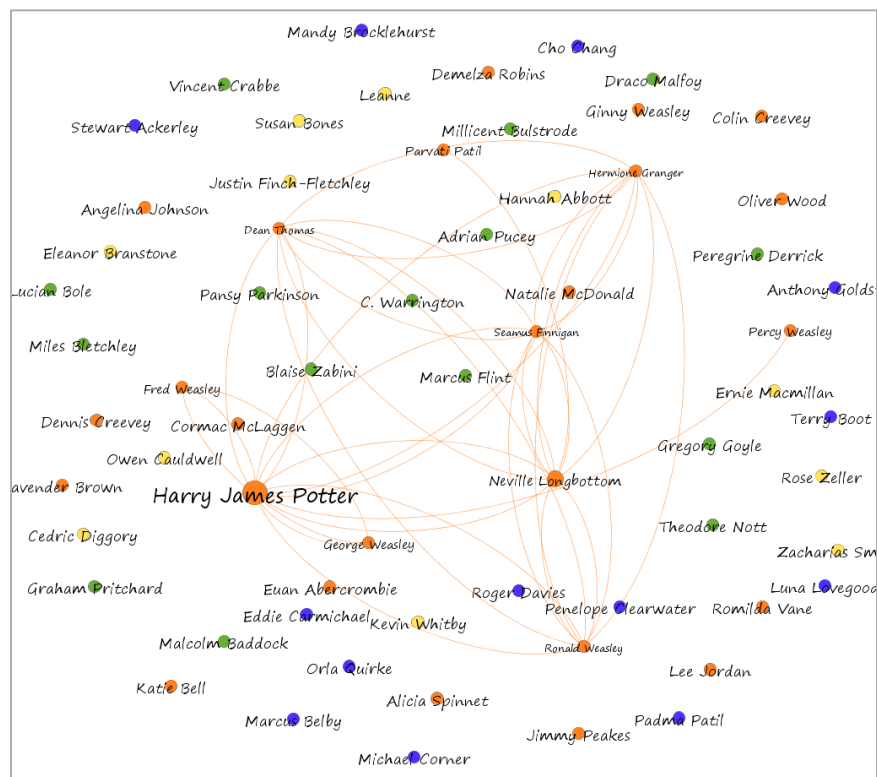 Mandy Brocklehurst
Cho Chang
Demelza Robins
Draco Malfoy
Vincent Crabbe
Leanne
Ginny Weasley
Colin Creevey
Stewart Ackerley
Susan Bones
Millicent Bulstrode
Parvati Patil
Hermione Granger
Justin Finch-Fletchley
Hannah Abbott
Oliver Wood
Angelina Johnson
Dean Thomas
Adrian Pucey
Eleanor Branstone
Peregrine Derrick
Lucian Bole
Pansy Parkinson
C. Warrington
Natalie McDonald
Anthony Goldst
Seamus Finnigan
Percy Weasley
Miles Bletchley
Blaise Zabini
Marcus Flint
Fred Weasley
Ernie Macmillan
Dennis Creevey
Cormac McLaggen
Terry Boot
Gregory Goyle
Owen Cauldwell
Neville Longbottom
Rose Zeller
avender Brown
Harry James Potter
Theodore Nott
Cedric Diggory
George Weasley
Zacharias Sm
Graham Pritchard
Euan Abercrombie
Roger Davies
Luna Lovegood
Penelope Clearwater
Romilda Vane
Eddie Carmichael
Kevin Whitby
Malcolm Baddock
Ronald Weasley
Orla Quirke
Lee Jordan
Katie Bell
Alicia Spinnet
Marcus Belby
Padma Patil
Jimmy Peakes
Michael Corner